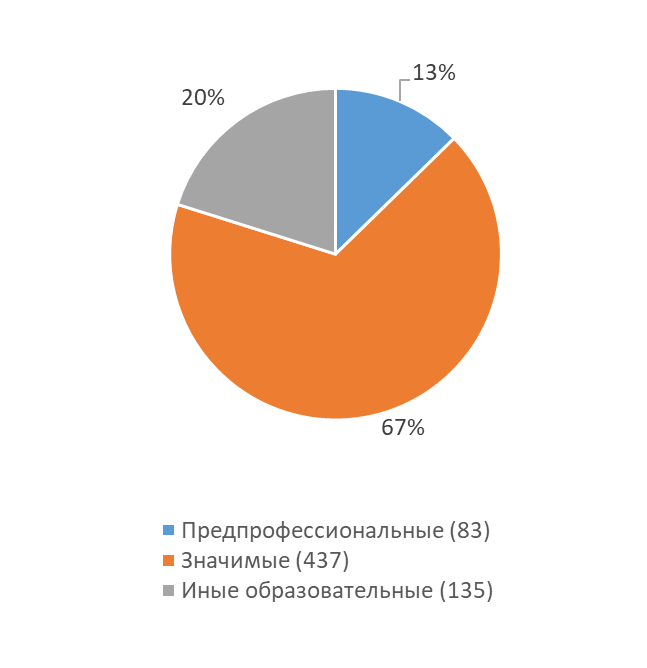 13%
20%
67%
Предпрофессиональные (83)
Значимые (437)
Иные образовательные (135)